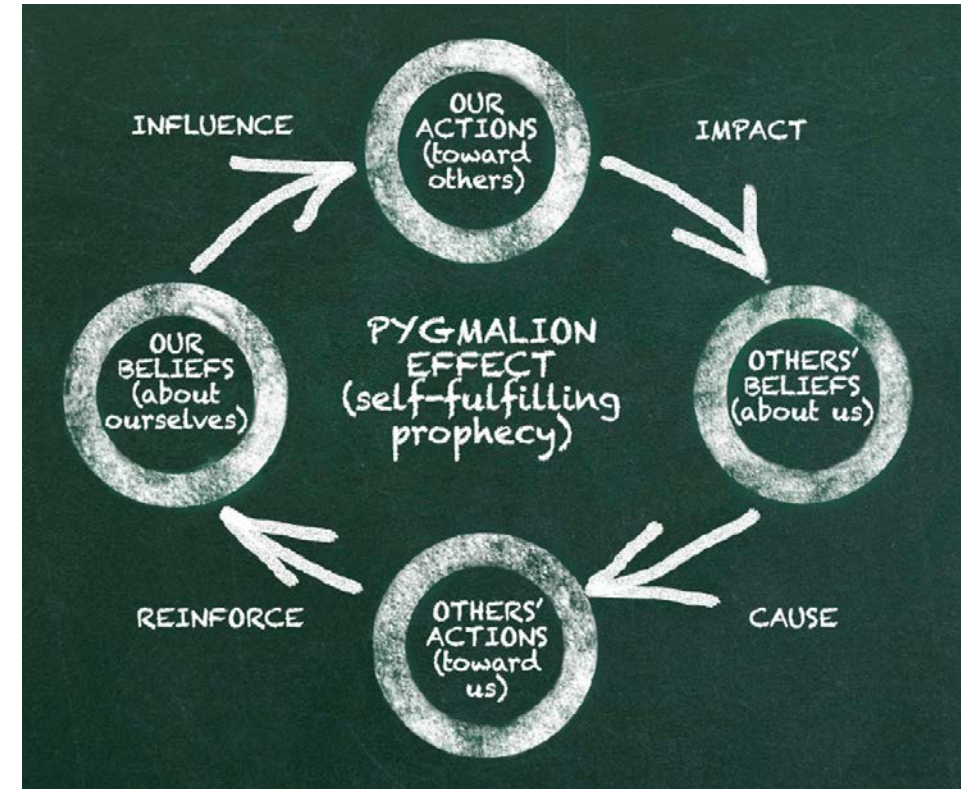 OUR
ACTIONS
(toward
others)
IMPACT
OTHERS'
BELIEFS
(about us)
CAUSE
OTHERS'
ACTIONS
(toward
us)
REINFORCE
OUR
BELIEFS
(about
ourselves)
INFLUENCE
PYGMALION
EFFECT
(self-fulfilling
prophecy)